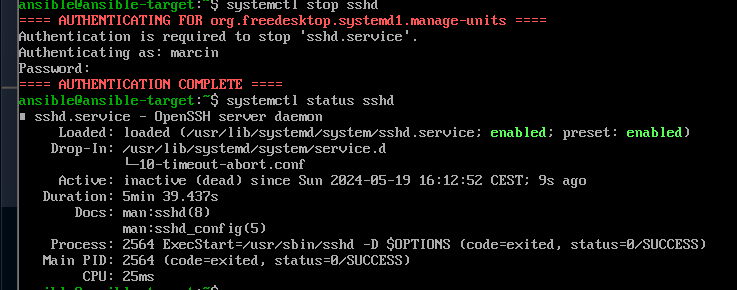 ansible@ansible-target:~$ systemctl stop sshd
==== AUTHENTICATING FOR org.freedesktop.systemd1.manage-units ====
Authentication is required to stop 'sshd.service'.
Authenticating as: marcin
Password:
==== AUTHENTICATION COMPLETE ====
ansible@ansible-target:~$ systemctl status sshd
sshd.service - OpenSSH server daemon
Loaded: loaded (/usr/lib/systemd/system/sshd.service; enabled; preset: enabled)
Drop-In: /usr/lib/systemd/system/service.d
└─10-timeout-abort.conf
Active: inactive (dead) since Sun 2024-05-19 16:12:52 CEST; 9s ago
Duration: 5min 39.437s
Docs: man:sshd(8)
man:sshd_config(5)
Process: 2564 ExecStart=/usr/sbin/sshd -D $OPTIONS (code=exited, status=0/SUCCESS)
Main PID: 2564 (code=exited, status=0/SUCCESS)
CPU: 25ms
ansible@ansible-target:~$